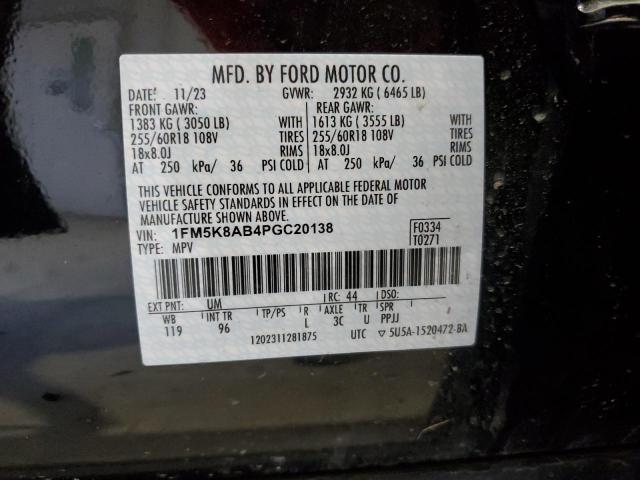 MFD. BY FORD MOTOR CO.
DATE: 11/23 GVWR: 2932 KG ( 6465 LB)
FRONT GAWR: REAR GAWR:
1383 KG ( 3050 LB) WITH 1613 KG ( 3555 LB) WITH
255/60R18 108V TIRES 255/60R18 108V TIRES
18x8.0J RIMS 18x8.0J RIMS
AT 250 kPa/ 36 PSI COLD AT 250 kPa/ 36 PSI COLD
THIS VEHICLE CONFORMS TO ALL APPLICABLE FEDERAL MOTOR
VEHICLE SAFETY STANDARDS IN EFFECT ON THE DATE OF
MANUFACTURE SHOWN ABOVE.
VIN: 1FM5K8AB4PGC20138 F0334
TYPE: MPV T0271
EXT PNT: UM RC: 44 DSO:
WB INT TR TP/PS R AXLE TR SPR
119 96 L 3C U PPJJ
1202311281875 UTC ▽ 5U5A-1520472-BA